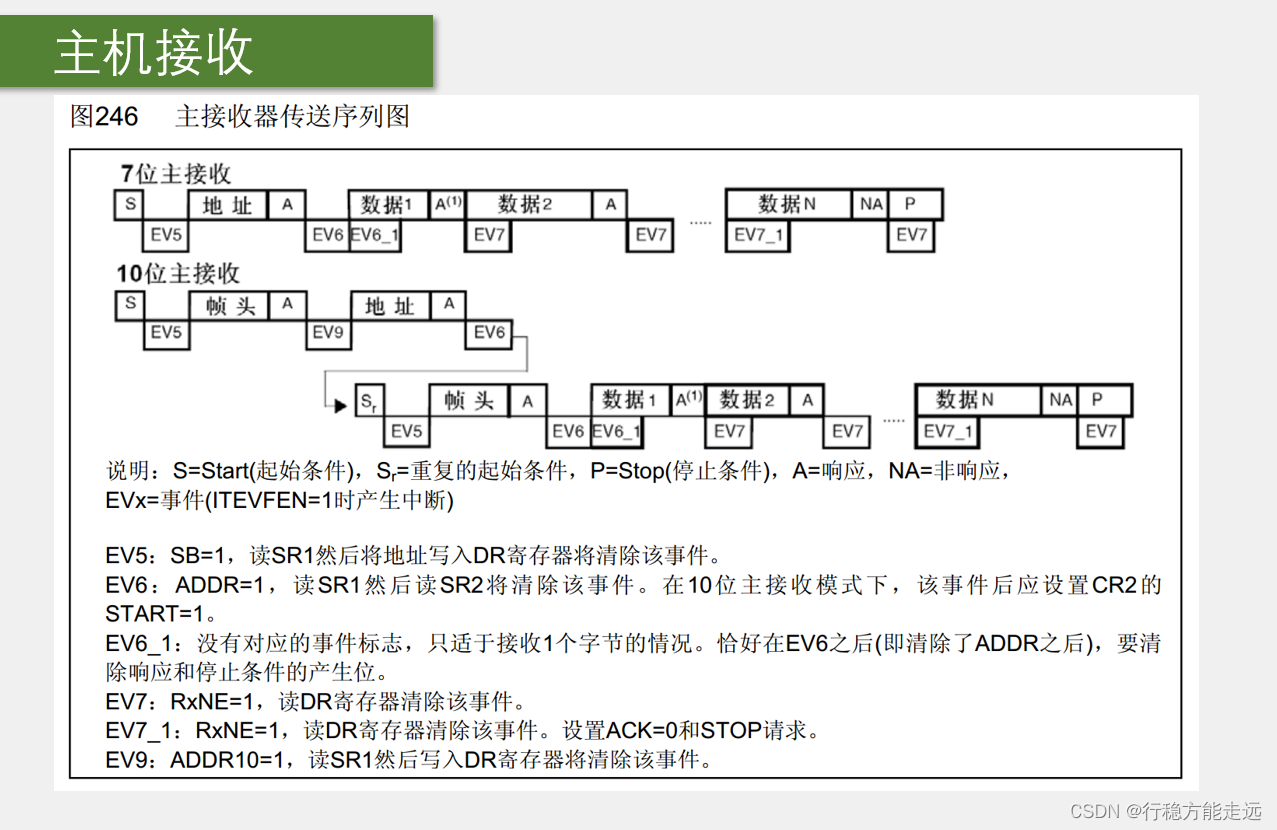 主机接收
图246 主接收器传送序列图
7位主接收
S 地址 A 数据1 A(1) 数据2 A ..... 数据N NA P
EV5 EV6 EV6_1 EV7 EV7 EV7_1 EV7
10位主接收
S 帧头 A 地址 A
EV5 EV9 EV6
Sr 帧头 A 数据1 A(1) 数据2 A ..... 数据N NA P
EV5 EV6 EV6_1 EV7 EV7 EV7_1 EV7
说明：S=Start(起始条件)，Sr=重复的起始条件，P=Stop(停止条件)，A=响应，NA=非响应，
EVx=事件(ITEVFEN=1时产生中断)
EV5：SB=1，读SR1然后将地址写入DR寄存器将清除该事件。
EV6：ADDR=1，读SR1然后读SR2将清除该事件。在10位主接收模式下，该事件后应设置CR2的
START=1。
EV6_1：没有对应的事件标志，只适于接收1个字节的情况。恰好在EV6之后(即清除了ADDR之后)，要清
除响应和停止条件的产生位。
EV7：RxNE=1，读DR寄存器清除该事件。
EV7_1：RxNE=1，读DR寄存器清除该事件。设置ACK=0和STOP请求。
EV9：ADDR10=1，读SR1然后写入DR寄存器将清除该事件。
CSDN @行稳方能走远